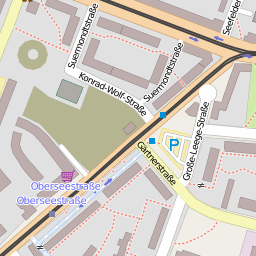 Suermondtstraße
Seefelder
Konrad-Wolf-Straße
Suermondtstraße
Große-Leege-Straße
P
Gärtnerstraße
Oberseestraße
Oberseestraße